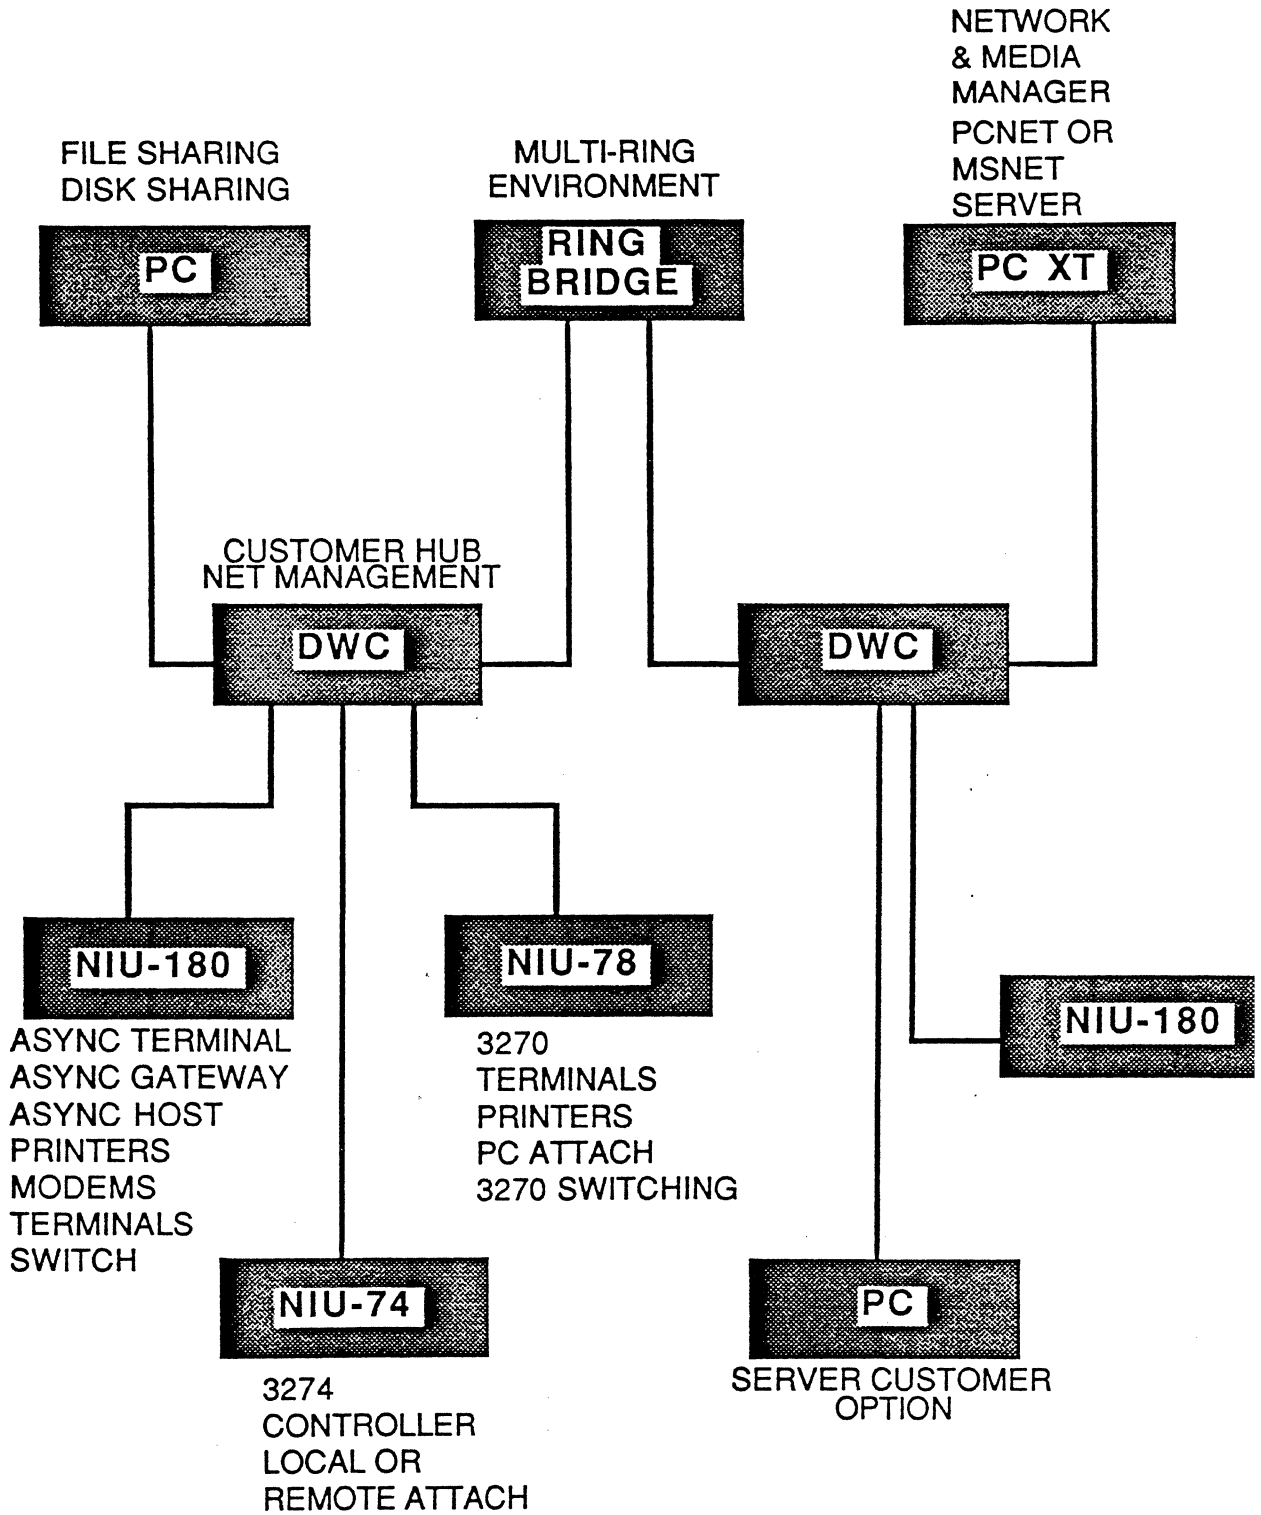 NETWORK
& MEDIA
MANAGER
PCNET OR
MSNET
SERVER
FILE SHARING
DISK SHARING
MULTI-RING
ENVIRONMENT
PC
RING
BRIDGE
PC XT
CUSTOMER HUB
NET MANAGEMENT
DWC
DWC
NIU-180
NIU-78
NIU-180
ASYNC TERMINAL
ASYNC GATEWAY
ASYNC HOST
PRINTERS
MODEMS
TERMINALS
SWITCH
3270
TERMINALS
PRINTERS
PC ATTACH
3270 SWITCHING
NIU-74
PC
3274
CONTROLLER
LOCAL OR
REMOTE ATTACH
SERVER CUSTOMER
OPTION